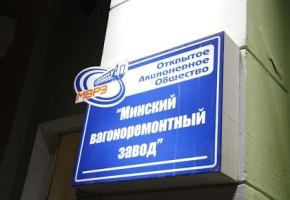 МВРЗ
Открытое
Акционерное
Общество
"Минский
вагоноремонтный
завод"